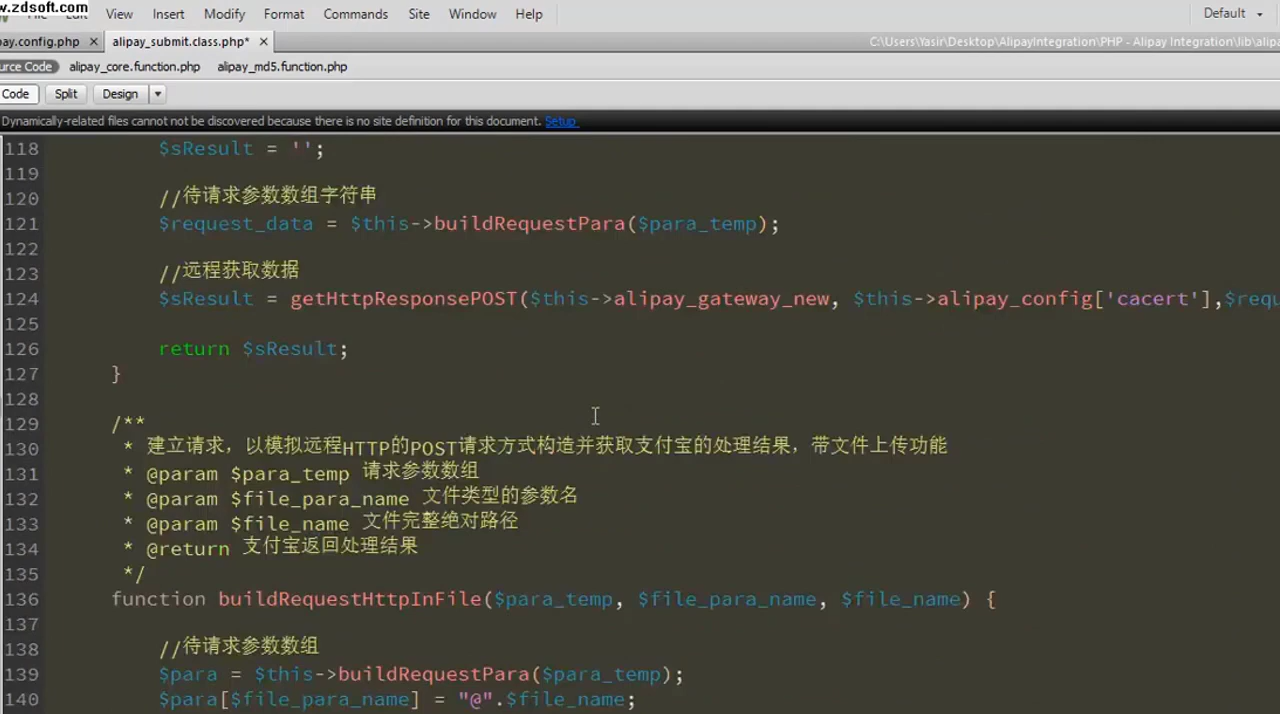 w.zdsoft.com
File Edit View Insert Modify Format Commands Site Window Help Default
pay.config.php alipay_submit.class.php* C:\Users\Yasir\Desktop\AlipayIntegration\PHP - Alipay Integration\lib\alipa
urce Code alipay_core.function.php alipay_md5.function.php
Code Split Design
Dynamically-related files cannot not be discovered because there is no site definition for this document. Setup
118 $sResult = '';
119
120 //待请求参数数组字符串
121 $request_data = $this->buildRequestPara($para_temp);
122
123 //远程获取数据
124 $sResult = getHttpResponsePOST($this->alipay_gateway_new, $this->alipay_config['cacert'],$requ
125
126 return $sResult;
127 }
128
129 /**
130 * 建立请求，以模拟远程HTTP的POST请求方式构造并获取支付宝的处理结果，带文件上传功能
131 * @param $para_temp 请求参数数组
132 * @param $file_para_name 文件类型的参数名
133 * @param $file_name 文件完整绝对路径
134 * @return 支付宝返回处理结果
135 */
136 function buildRequestHttpInFile($para_temp, $file_para_name, $file_name) {
137
138 //待请求参数数组
139 $para = $this->buildRequestPara($para_temp);
140 $para[$file_para_name] = "@".$file_name;